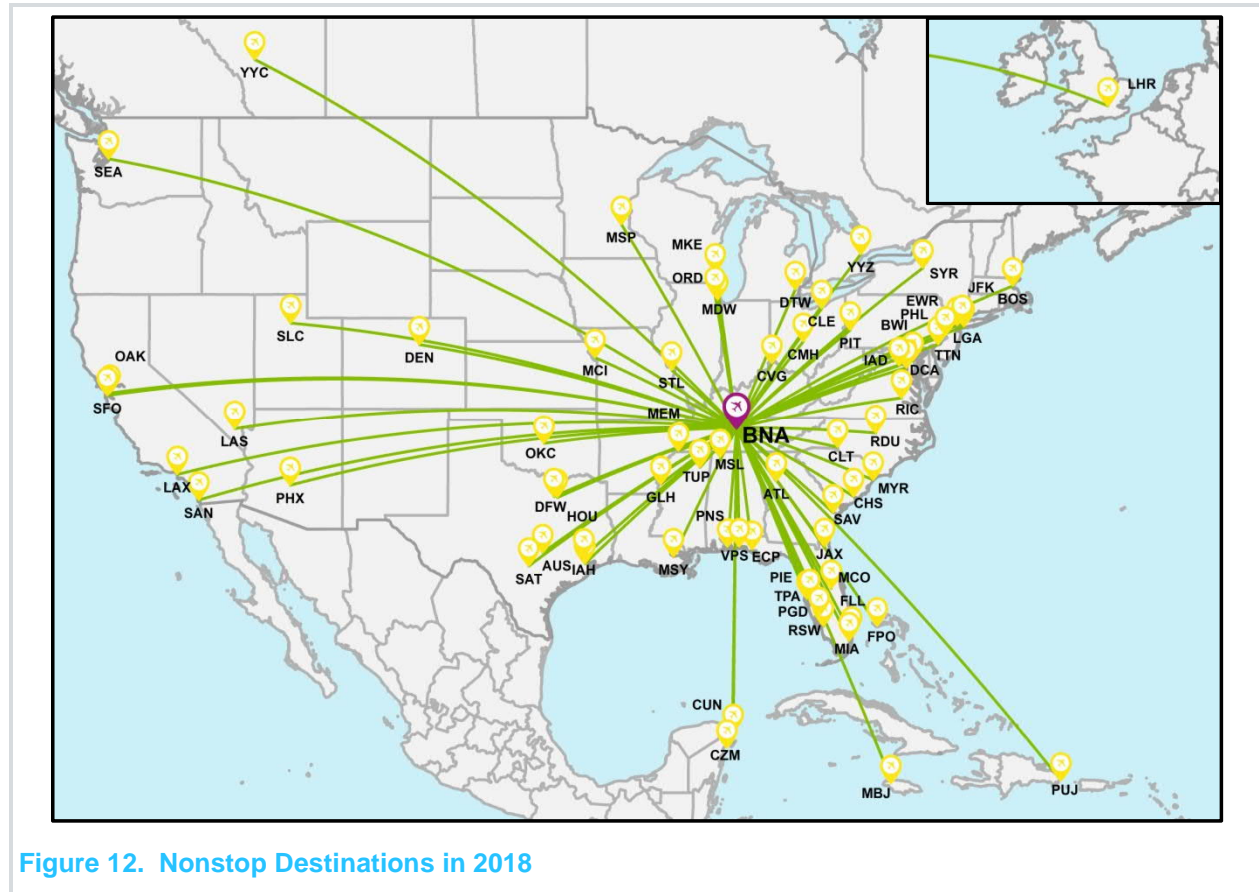 YYC
LHR
SEA
MSP
MKE
YYZ
SYR
ORD
JFK
BOS
DTW
EWR
MDW
PHL
CLE
SLC
BWI
PIT
LGA
DEN
CMH
TTN
OAK
MCI
IAD
STL
CVG
DCA
SFO
RIC
MEM
BNA
LAS
RDU
OKC
MSL
CLT
TUP
LAX
PHX
GLH
ATL
MYR
DFW
CHS
SAN
PNS
HOU
SAV
JAX
VPS
ECP
AUS
IAH
MSY
SAT
PIE
MCO
TPA
FLL
PGD
RSW
FPO
MIA
CUN
CZM
MBJ
PUJ
Figure 12. Nonstop Destinations in 2018